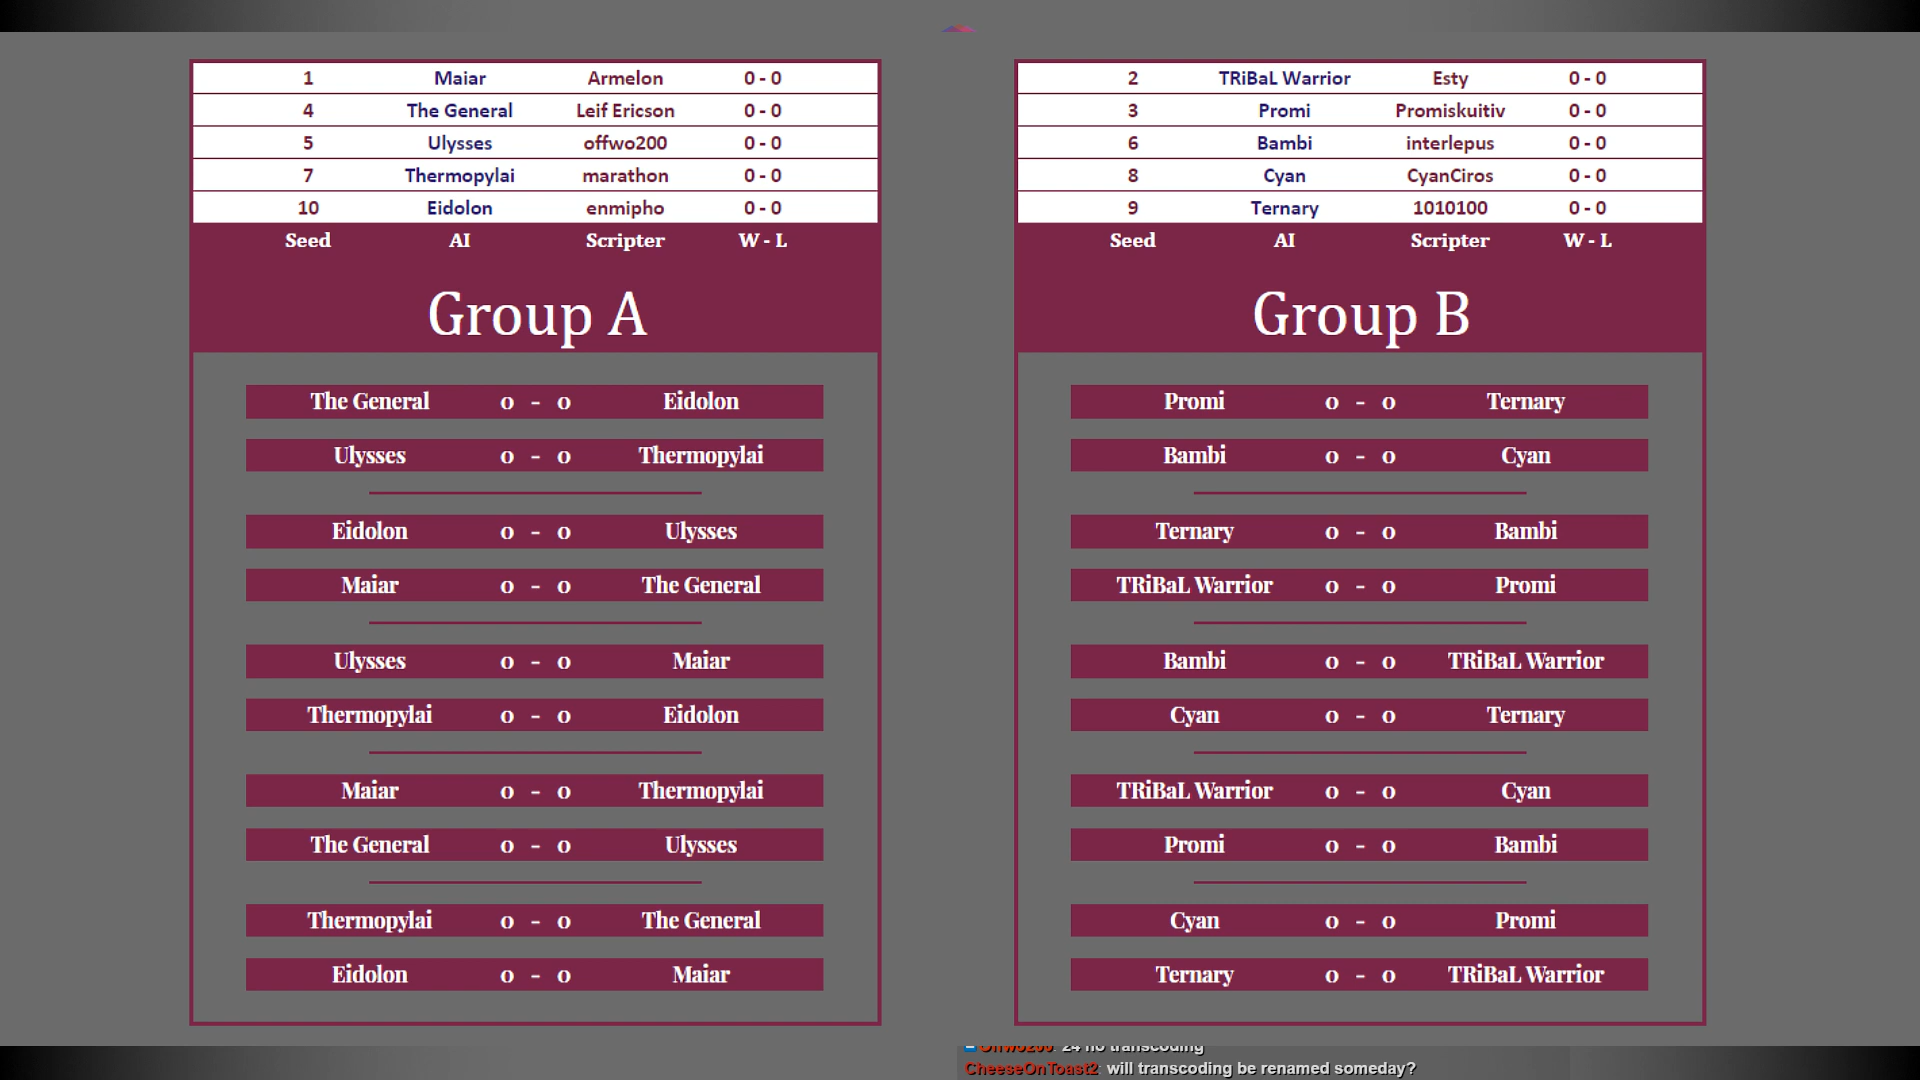 1 Maiar Armelon 0 - 0
4 The General Leif Ericson 0 - 0
5 Ulysses offwo200 0 - 0
7 Thermopylai marathon 0 - 0
10 Eidolon enmipho 0 - 0
Seed AI Scripter W - L
Group A
The General 0 - 0 Eidolon
Ulysses 0 - 0 Thermopylai
Eidolon 0 - 0 Ulysses
Maiar 0 - 0 The General
Ulysses 0 - 0 Maiar
Thermopylai 0 - 0 Eidolon
Maiar 0 - 0 Thermopylai
The General 0 - 0 Ulysses
Thermopylai 0 - 0 The General
Eidolon 0 - 0 Maiar
2 TRiBaL Warrior Esty 0 - 0
3 Promi Promiskuitiv 0 - 0
6 Bambi interlepus 0 - 0
8 Cyan CyanCiros 0 - 0
9 Ternary 1010100 0 - 0
Seed AI Scripter W - L
Group B
Promi 0 - 0 Ternary
Bambi 0 - 0 Cyan
Ternary 0 - 0 Bambi
TRiBaL Warrior 0 - 0 Promi
Bambi 0 - 0 TRiBaL Warrior
Cyan 0 - 0 Ternary
TRiBaL Warrior 0 - 0 Cyan
Promi 0 - 0 Bambi
Cyan 0 - 0 Promi
Ternary 0 - 0 TRiBaL Warrior
24 no transcoding
CheeseOnToast2: will transcoding be renamed someday?